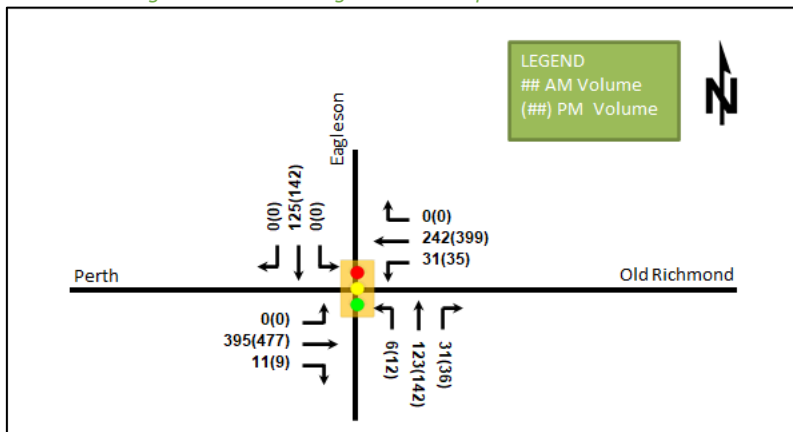 LEGEND
## AM Volume
(##) PM Volume
N
Eagleson
0(0)
125(142)
0(0)
0(0)
242(399)
31(35)
Perth
Old Richmond
0(0)
395(477)
11(9)
6(12)
123(142)
31(36)